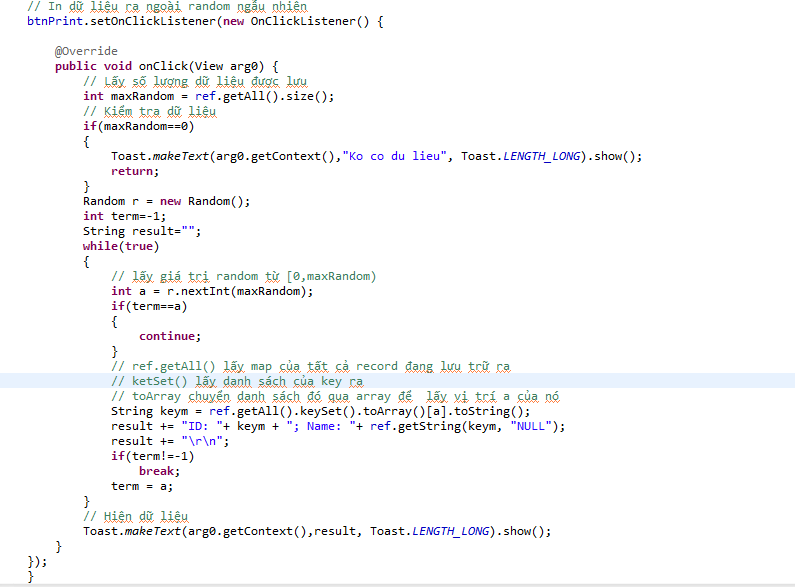 // In dữ liệu ra ngoài random ngẫu nhiên
btnPrint.setOnClickListener(new OnClickListener() {
@Override
public void onClick(View arg0) {
// Lấy số lượng dữ liệu được lưu
int maxRandom = ref.getAll().size();
// Kiểm tra dữ liệu
if(maxRandom==0)
{
Toast.makeText(arg0.getContext(),"Ko co du lieu", Toast.LENGTH_LONG).show();
return;
}
Random r = new Random();
int term=-1;
String result="";
while(true)
{
// lấy giá trị random từ [0,maxRandom)
int a = r.nextInt(maxRandom);
if(term==a)
{
continue;
}
// ref.getAll() lấy map của tất cả record đang lưu trữ ra
// ketSet() lấy danh sách của key ra
// toArray chuyển danh sách đó qua array để  lấy vị trí a của nó
String keym = ref.getAll().keySet().toArray()[a].toString();
result += "ID: "+ keym + "; Name: "+ ref.getString(keym, "NULL");
result += "\r\n";
if(term!=-1)
break;
term = a;
}
// Hiện dữ liệu
Toast.makeText(arg0.getContext(),result, Toast.LENGTH_LONG).show();
}
});
}